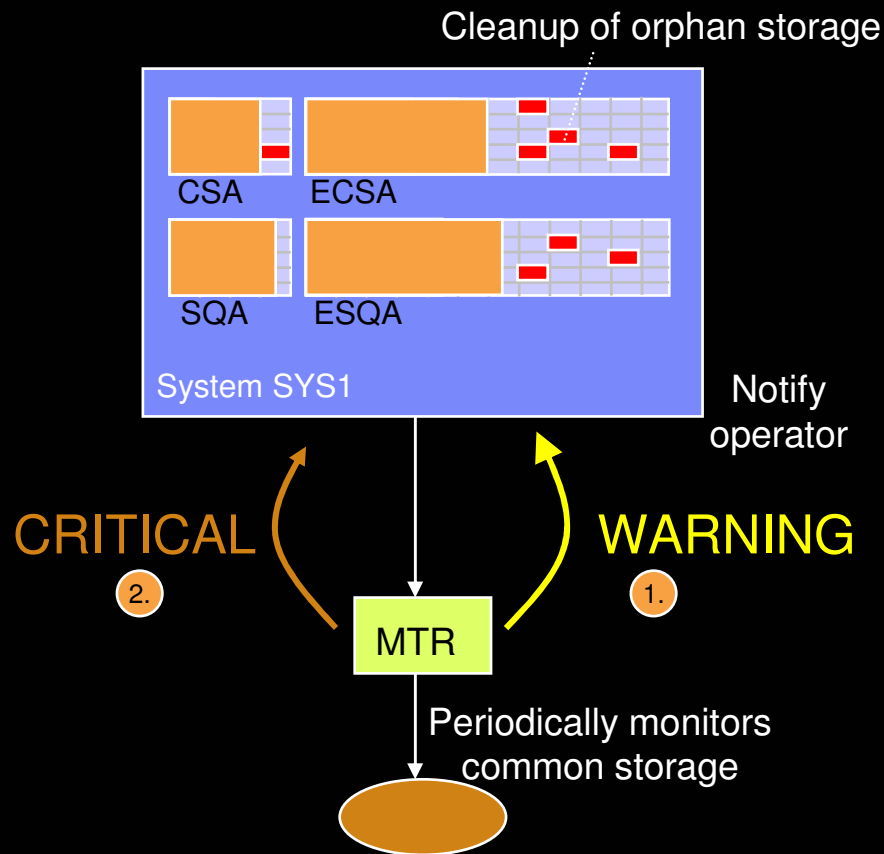 Cleanup of orphan storage
CSA
ECSA
SQA
ESQA
System SYS1
Notify
operator
CRITICAL
WARNING
2.
1.
MTR
Periodically monitors
common storage